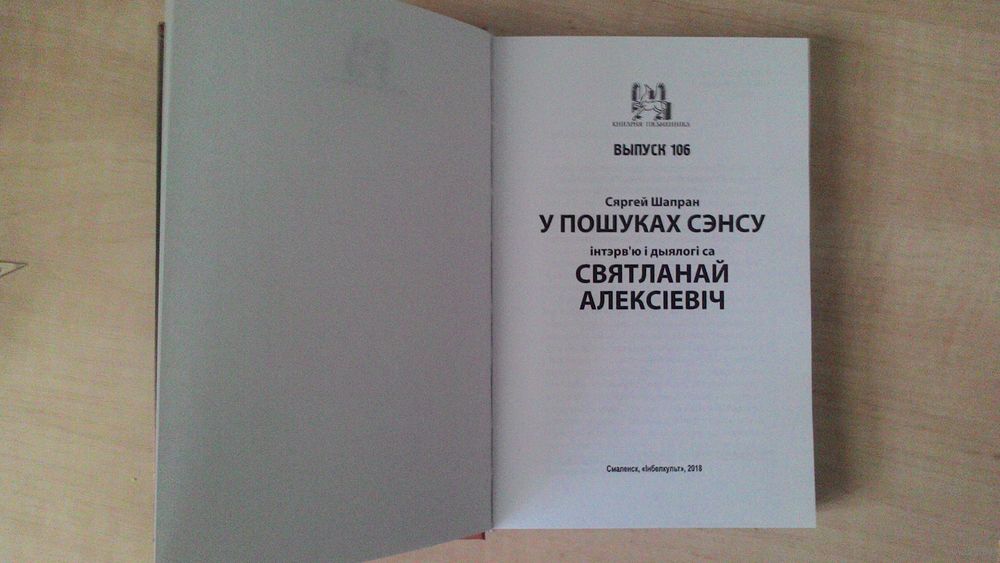 КНІГАРНЯ ПІСЬМЕННІКА
ВЫПУСК 106
Сяргей Шапран
У ПОШУКАХ СЭНСУ
інтэрв'ю і дыялогі са
СВЯТЛАНАЙ
АЛЕКСІЕВІЧ
Смаленск, «Інбелкульт», 2018